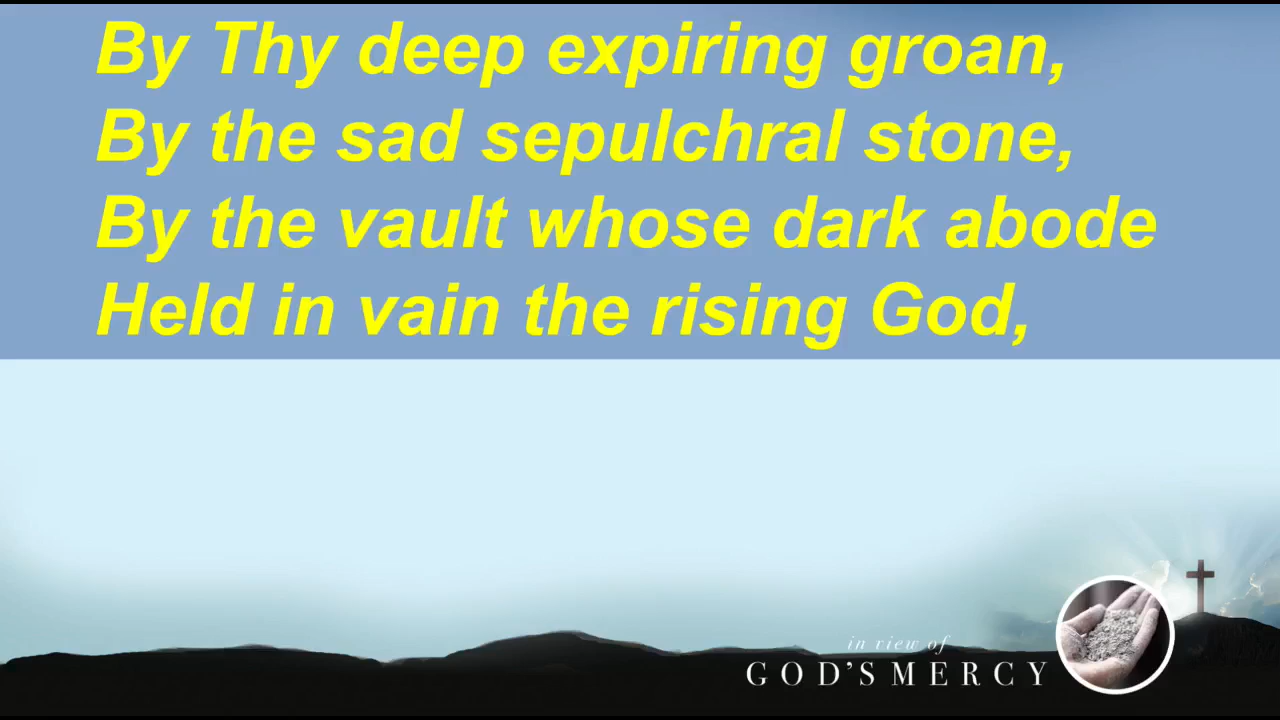 By Thy deep expiring groan,
By the sad sepulchral stone,
By the vault whose dark abode
Held in vain the rising God,
in view of
GOD'S MERCY